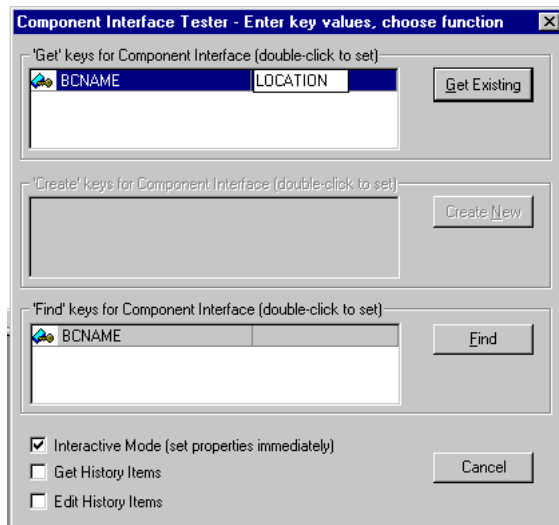 Component Interface Tester - Enter key values, choose function
'Get' keys for Component Interface (double-click to set)
BCNAME LOCATION
Get Existing
'Create' keys for Component Interface (double-click to set)
Create New
'Find' keys for Component Interface (double-click to set)
BCNAME
Find
Interactive Mode (set properties immediately)
Get History Items
Cancel
Edit History Items